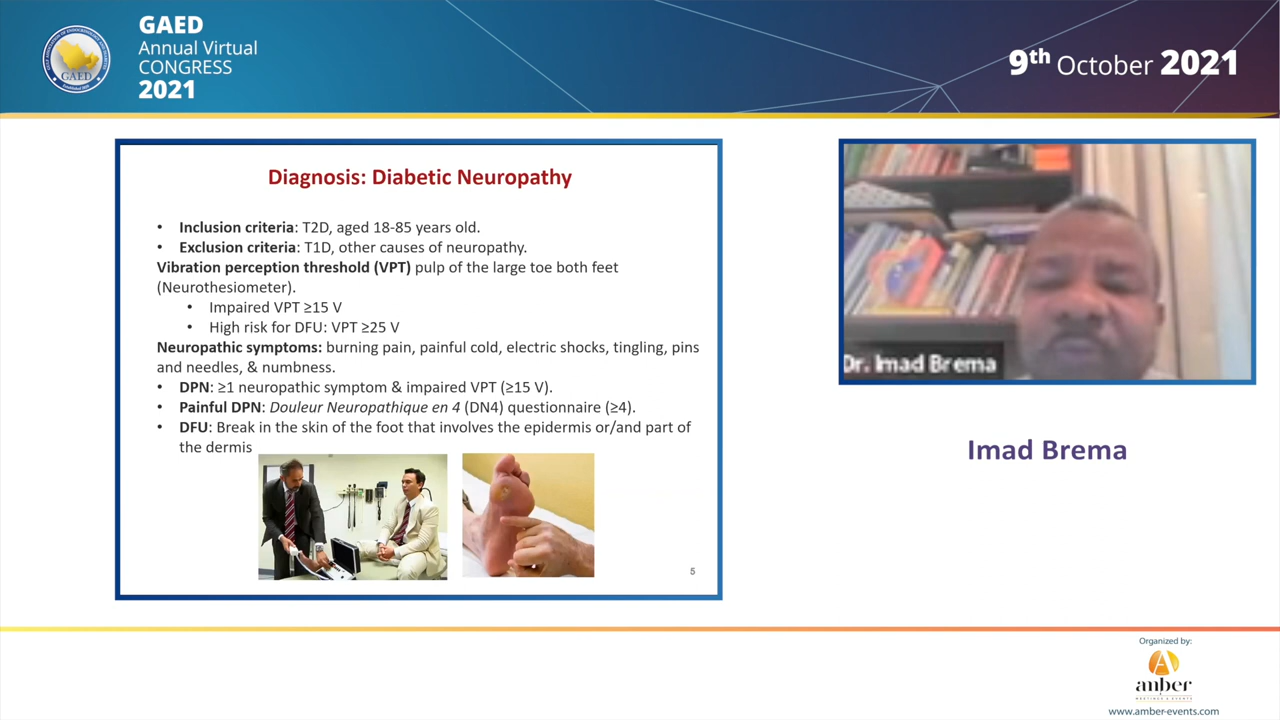 GAED
Annual Virtual
CONGRESS
2021
GAED
9th October 2021
Diagnosis: Diabetic Neuropathy
• Inclusion criteria: T2D, aged 18-85 years old.
• Exclusion criteria: T1D, other causes of neuropathy.
Vibration perception threshold (VPT) pulp of the large toe both feet
(Neurothesiometer).
• Impaired VPT ≥15 V
• High risk for DFU: VPT ≥25 V
Neuropathic symptoms: burning pain, painful cold, electric shocks, tingling, pins
and needles, & numbness.
• DPN: ≥1 neuropathic symptom & impaired VPT (≥15 V).
• Painful DPN: Douleur Neuropathique en 4 (DN4) questionnaire (≥4).
• DFU: Break in the skin of the foot that involves the epidermis or/and part of
the dermis
5
Dr. Imad Brema
Imad Brema
Organized by:
amber
MEETINGS & EVENTS
www.amber-events.com